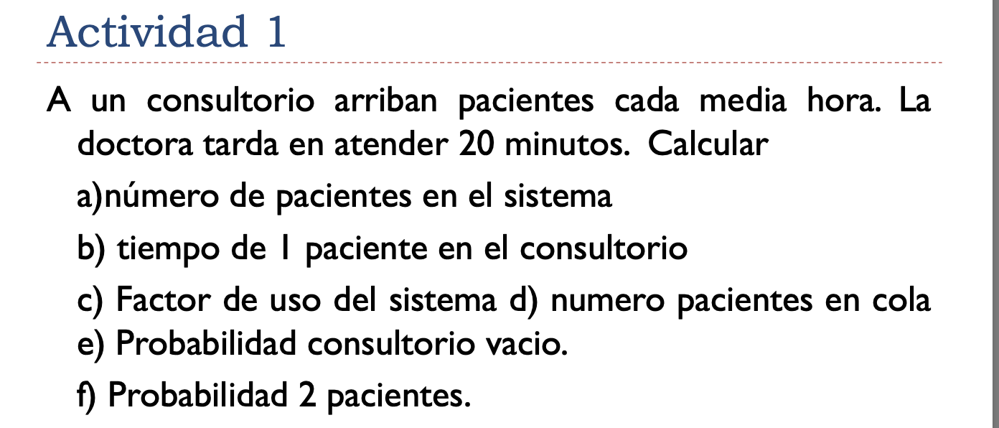 Actividad 1
A un consultorio arriban pacientes cada media hora. La
doctora tarda en atender 20 minutos. Calcular
a)número de pacientes en el sistema
b) tiempo de 1 paciente en el consultorio
c) Factor de uso del sistema d) numero pacientes en cola
e) Probabilidad consultorio vacio.
f) Probabilidad 2 pacientes.